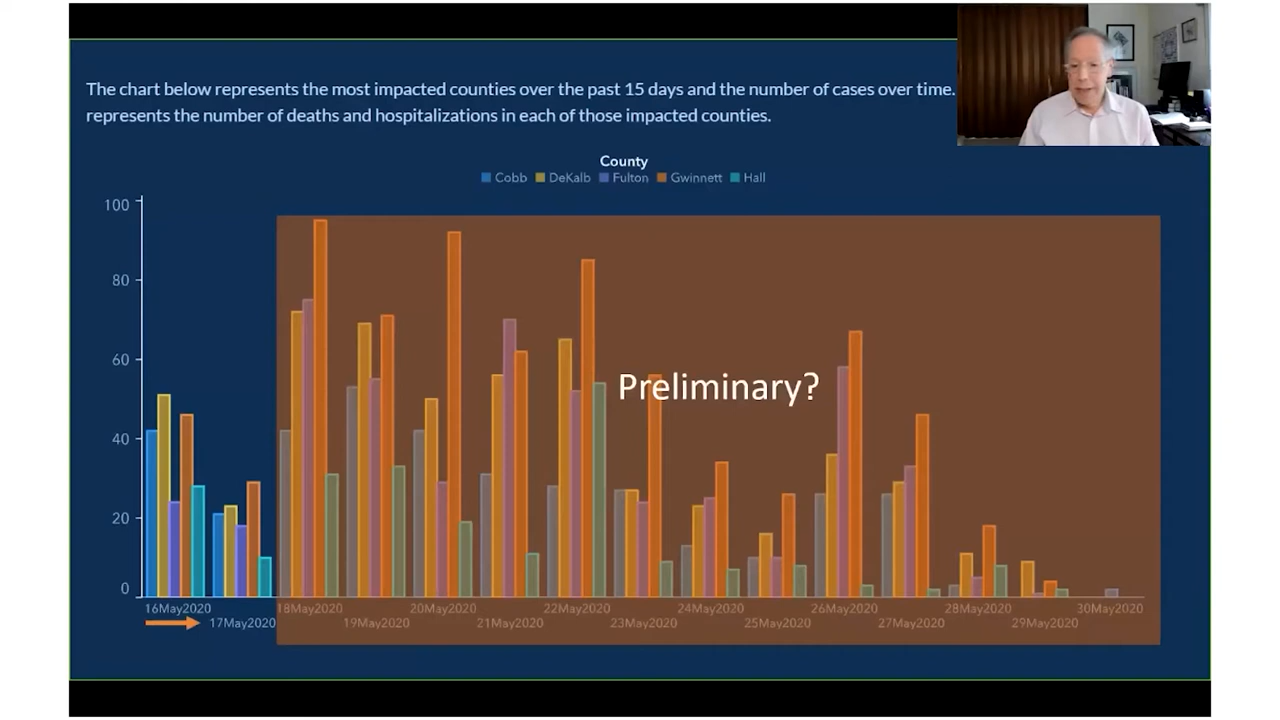 The chart below represents the most impacted counties over the past 15 days and the number of cases over time.
represents the number of deaths and hospitalizations in each of those impacted counties.
County
Cobb DeKalb Fulton Gwinnett Hall
100
80
60
40
20
0
Preliminary?
16May2020 18May2020 20May2020 22May2020 24May2020 26May2020 28May2020 30May2020
17May2020 19May2020 21May2020 23May2020 25May2020 27May2020 29May2020